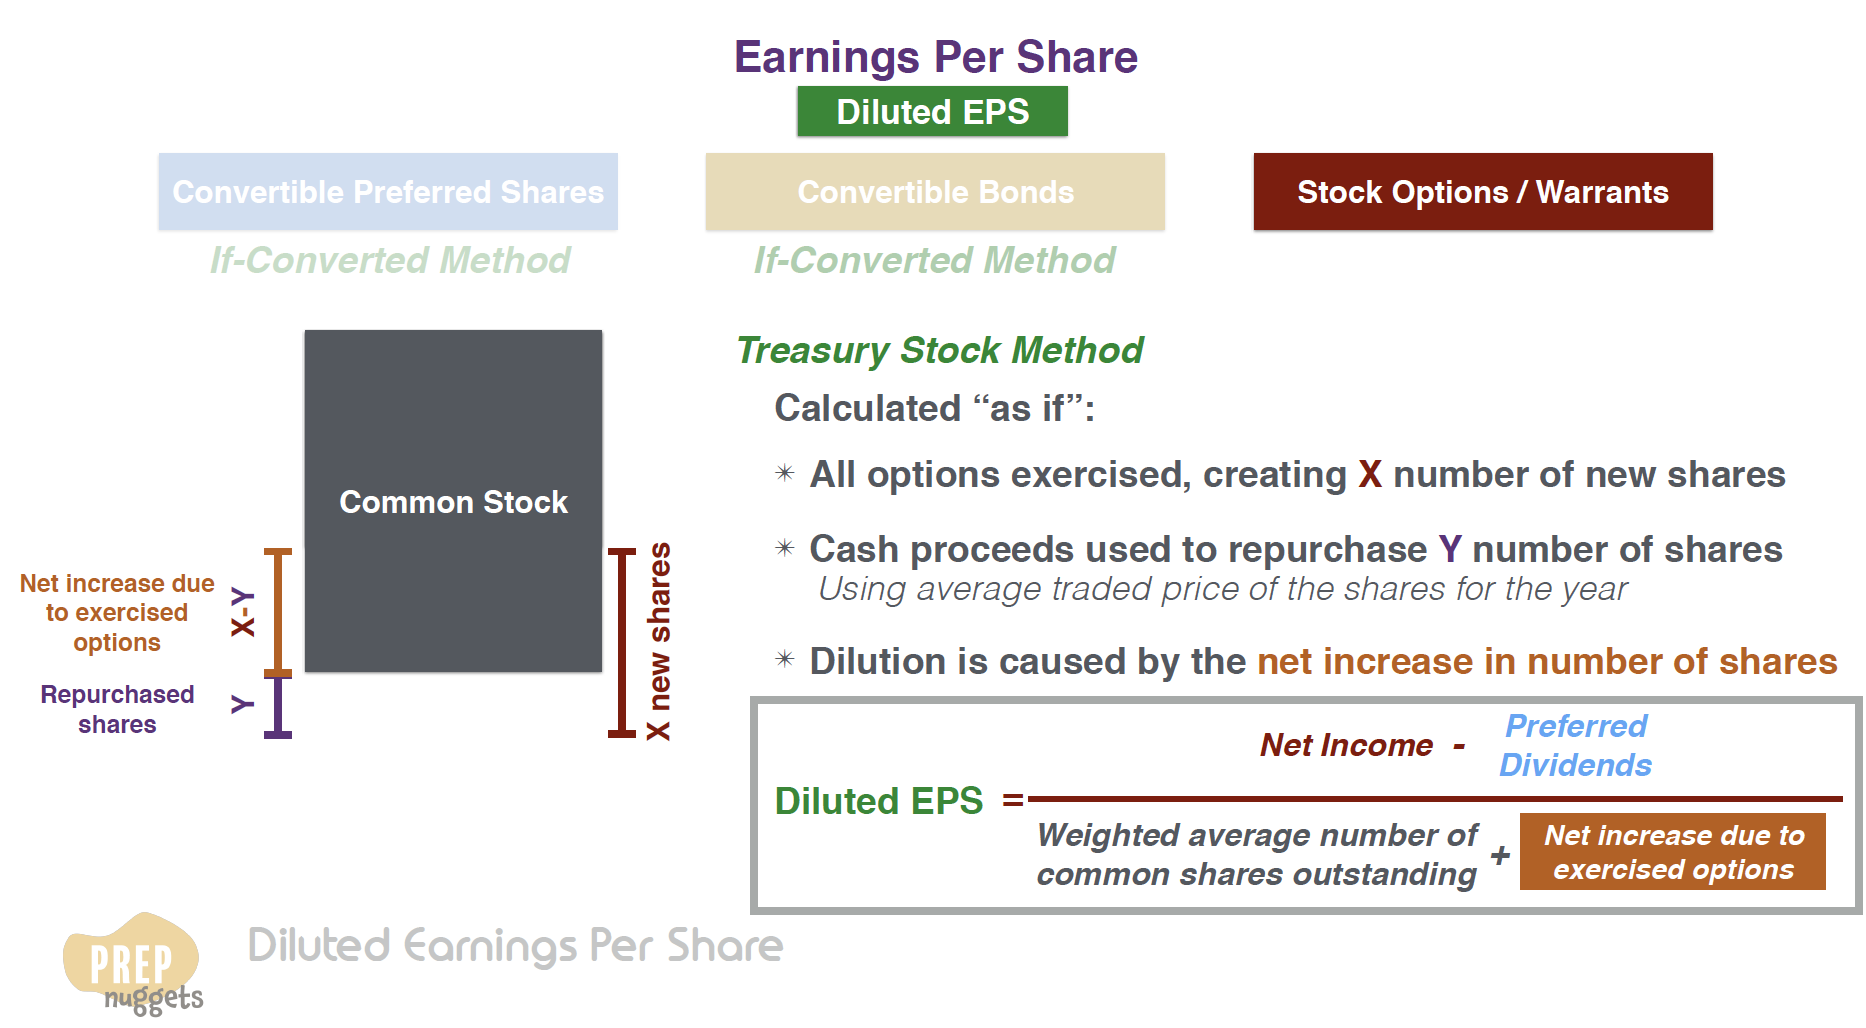 Earnings Per Share
Diluted EPS
Convertible Preferred Shares
Convertible Bonds
Stock Options / Warrants
If-Converted Method
If-Converted Method
Common Stock
Net increase due
to exercised
options
X-Y
Repurchased
shares
Y
X new shares
Treasury Stock Method
Calculated “as if”:
All options exercised, creating X number of new shares
Cash proceeds used to repurchase Y number of shares
Using average traded price of the shares for the year
Dilution is caused by the net increase in number of shares
Diluted EPS =
Net Income -
Preferred
Dividends
Weighted average number of
common shares outstanding
+
Net increase due to
exercised options
PREP
nuggets
Diluted Earnings Per Share